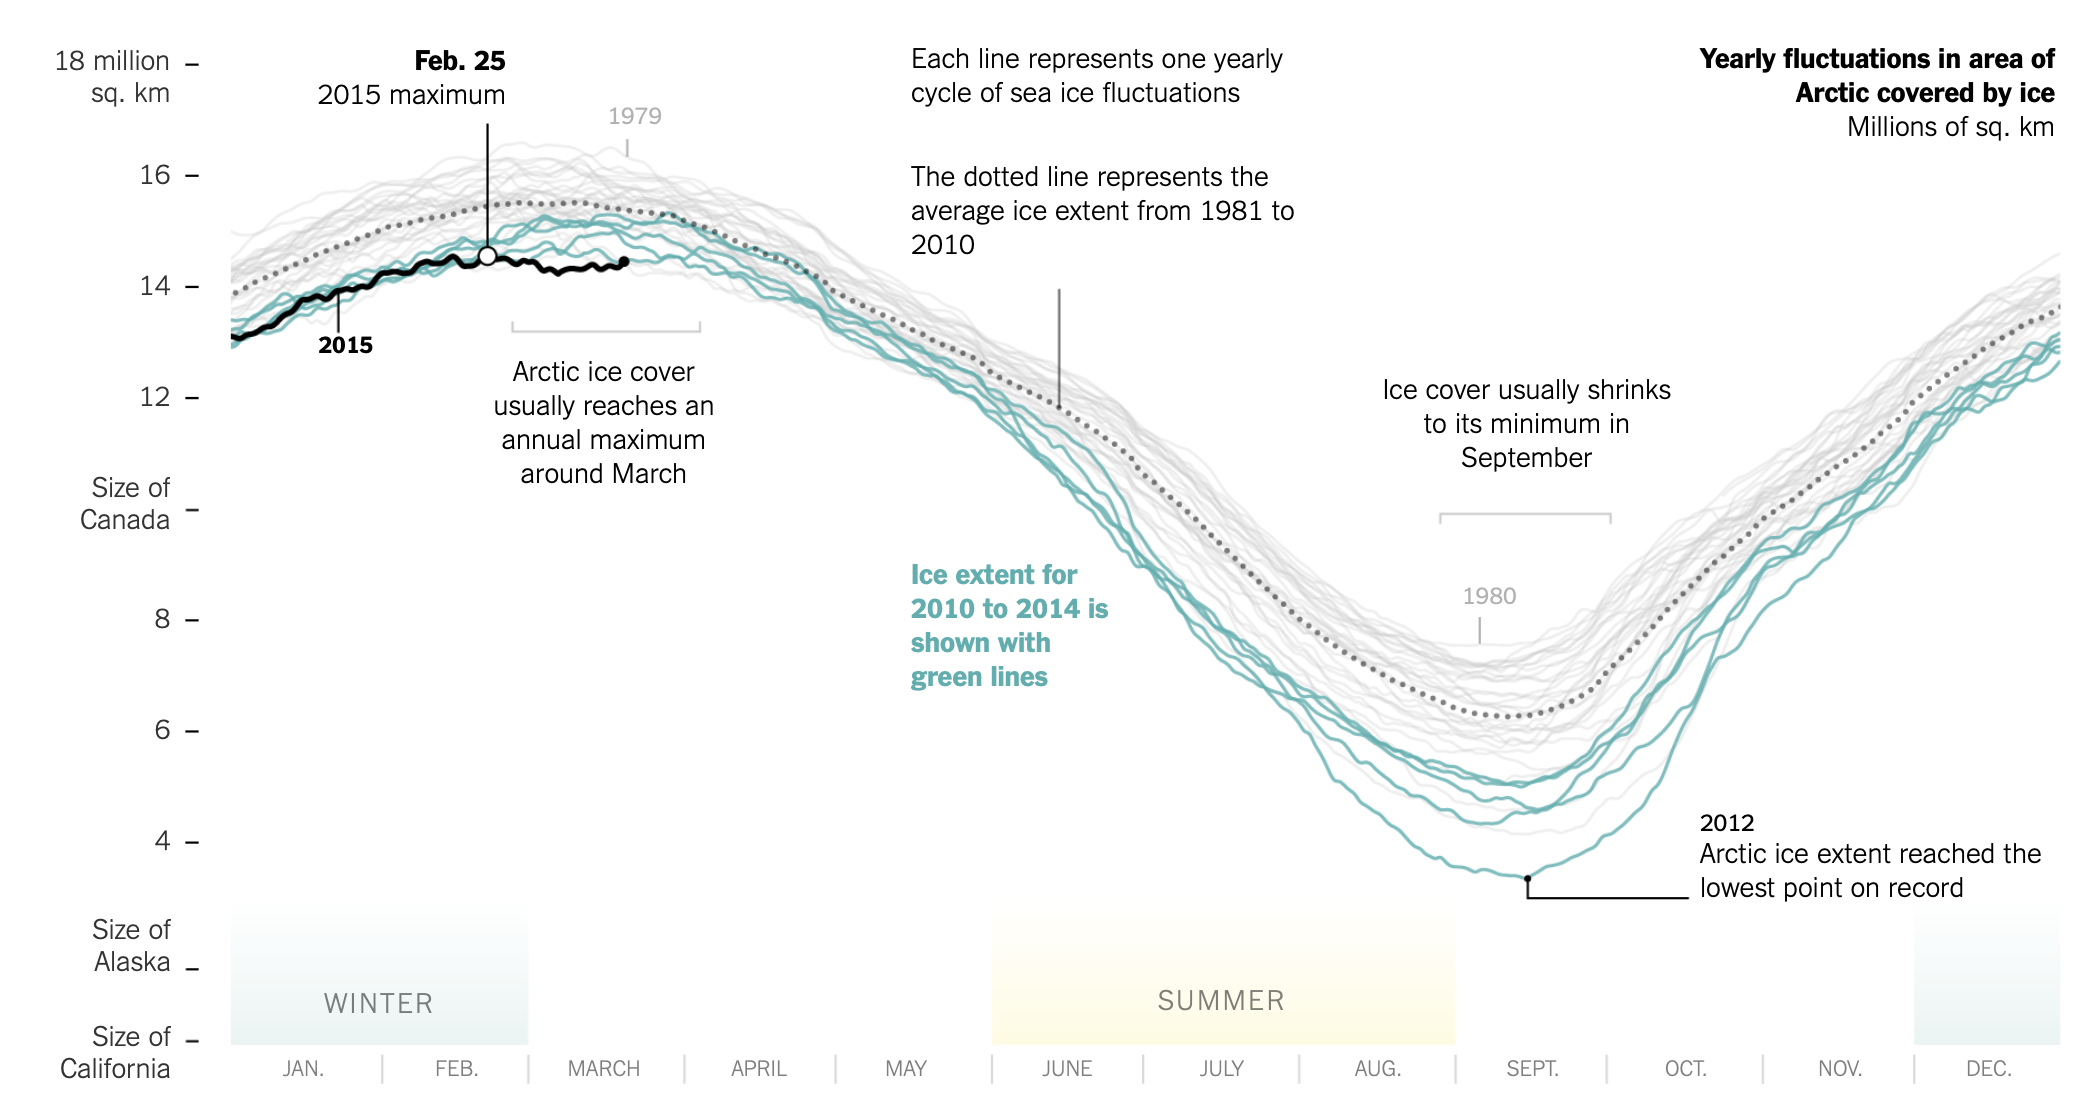 18 million
sq. km
16
14
12
Size of
Canada
8
6
4
Size of
Alaska
Size of
California
Feb. 25
2015 maximum
1979
2015
Arctic ice cover
usually reaches an
annual maximum
around March
Each line represents one yearly
cycle of sea ice fluctuations
The dotted line represents the
average ice extent from 1981 to
2010
Ice extent for
2010 to 2014 is
shown with
green lines
Yearly fluctuations in area of
Arctic covered by ice
Millions of sq. km
Ice cover usually shrinks
to its minimum in
September
1980
2012
Arctic ice extent reached the
lowest point on record
WINTER
SUMMER
JAN.
FEB.
MARCH
APRIL
MAY
JUNE
JULY
AUG.
SEPT.
OCT.
NOV.
DEC.